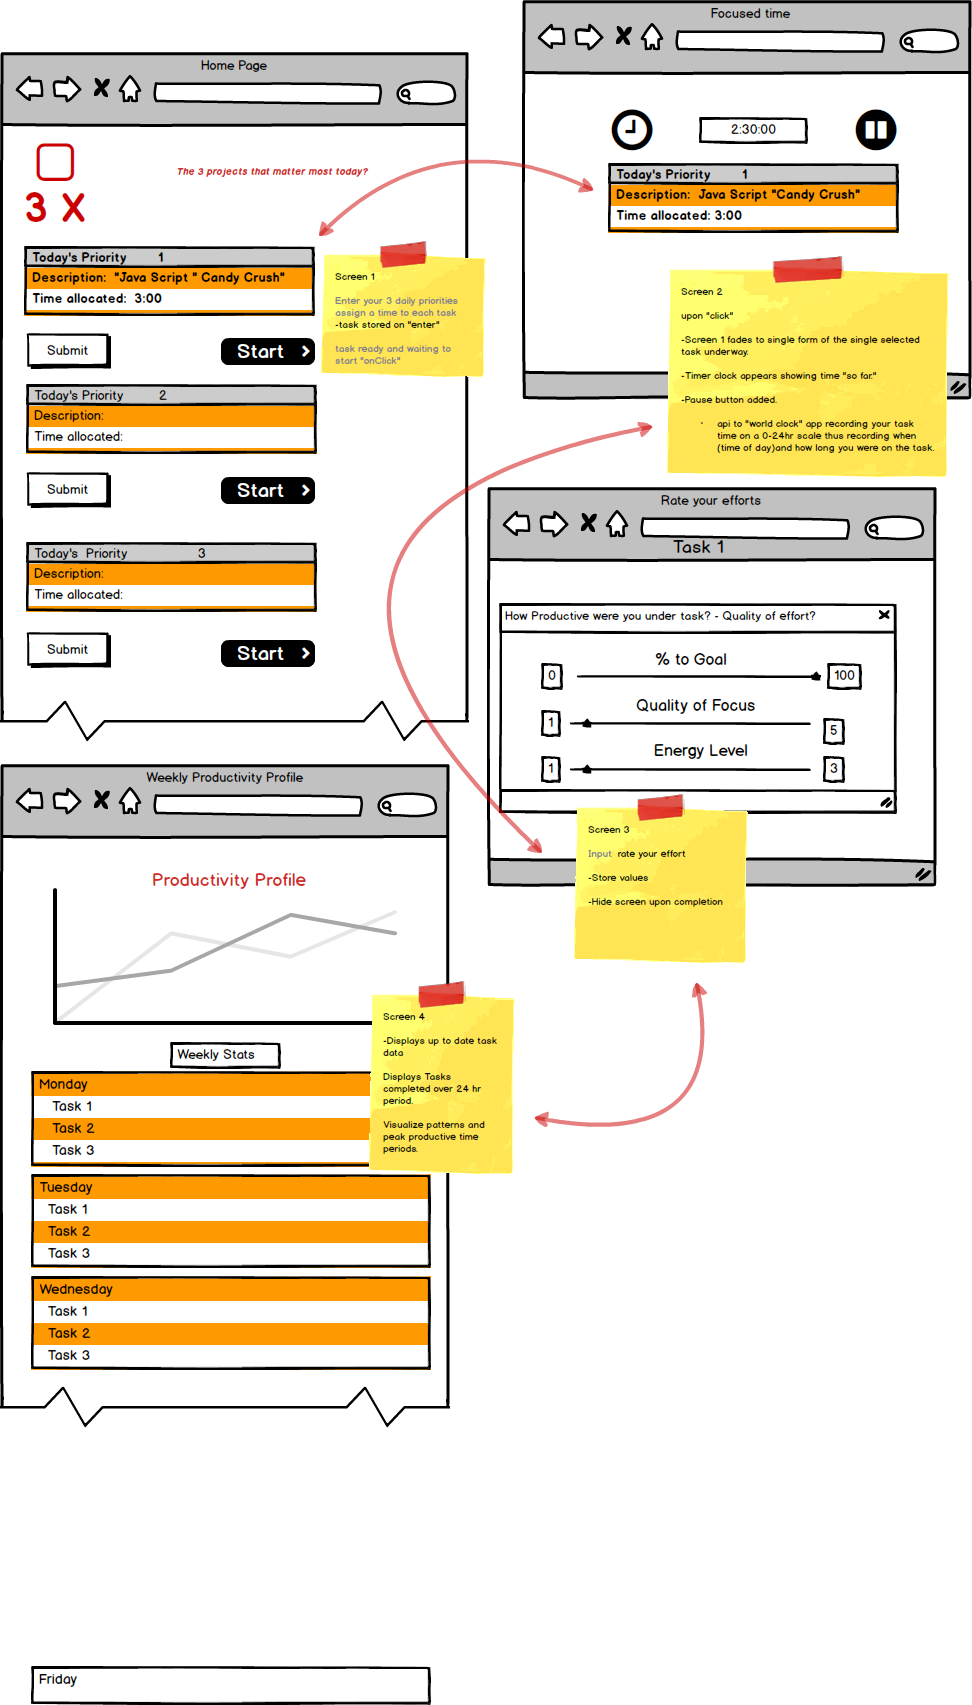 Home Page
3 X
The 3 projects that matter most today?
Today's Priority 1
Description: "Java Script " Candy Crush"
Time allocated: 3:00
Submit
Start
Today's Priority 2
Description:
Time allocated:
Submit
Start
Today's Priority 3
Description:
Time allocated:
Submit
Start
Screen 1
Enter your 3 daily priorities
assign a time to each task
-task stored on "enter"
task ready and waiting to
start "onClick"
Focused time
2:30:00
Today's Priority 1
Description: Java Script "Candy Crush"
Time allocated: 3:00
Screen 2
upon "click"
-Screen 1 fades to single form of the single selected
task underway.
-Timer clock appears showing time "so far."
-Pause button added.
· api to "world clock" app recording your task
time on a 0-24hr scale thus recording when
(time of day)and how long you were on the task.
Rate your efforts
Task 1
How Productive were you under task? - Quality of effort?
% to Goal
0
100
Quality of Focus
1
5
Energy Level
1
3
Screen 3
Input rate your effort
-Store values
-Hide screen upon completion
Weekly Productivity Profile
Productivity Profile
Weekly Stats
Monday
Task 1
Task 2
Task 3
Tuesday
Task 1
Task 2
Task 3
Wednesday
Task 1
Task 2
Task 3
Screen 4
-Displays up to date task
data
Displays Tasks
completed over 24 hr
period.
Visualize patterns and
peak productive time
periods.
Friday